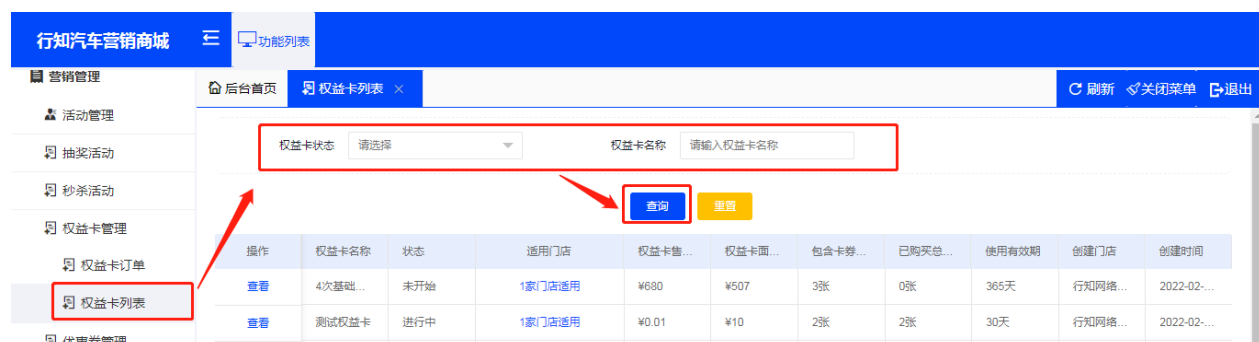 行知汽车营销商城
功能列表
营销管理
后台首页 权益卡列表 ×
刷新 关闭菜单 退出
活动管理
抽奖活动
秒杀活动
权益卡管理
权益卡订单
权益卡列表
优惠券管理
权益卡状态 请选择 权益卡名称 请输入权益卡名称
查询 重置
操作 权益卡名称 状态 适用门店 权益卡售... 权益卡面... 包含卡券... 已购买总... 使用有效期 创建门店 创建时间
查看 4次基础... 未开始 1家门店适用 ¥680 ¥507 3张 0张 365天 行知网络... 2022-02-...
查看 测试权益卡 进行中 1家门店适用 ¥0.01 ¥10 2张 2张 30天 行知网络... 2022-02-...